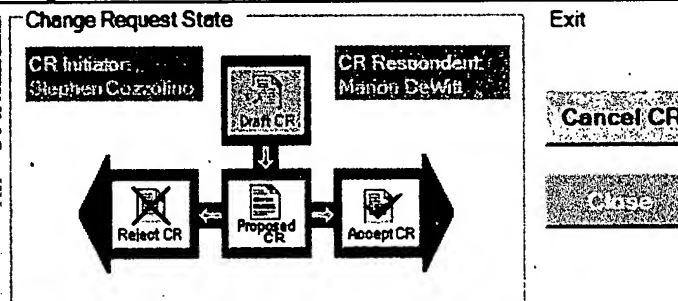 Change Request State
Exit
CR Initiator:
Stephen Cozzolino
CR Respondent:
Marion DeWitt
Draft CR
Cancel CR
Reject CR
Proposed
CR
Accept CR
Close